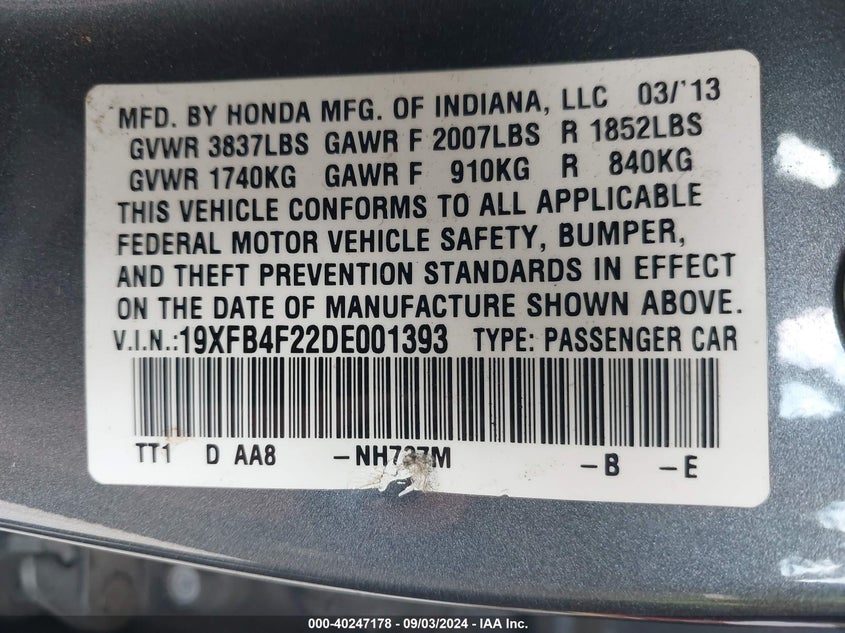 MFD. BY HONDA MFG. OF INDIANA, LLC 03/'13
GVWR 3837LBS GAWR F 2007LBS R 1852LBS
GVWR 1740KG GAWR F 910KG R 840KG
THIS VEHICLE CONFORMS TO ALL APPLICABLE
FEDERAL MOTOR VEHICLE SAFETY, BUMPER,
AND THEFT PREVENTION STANDARDS IN EFFECT
ON THE DATE OF MANUFACTURE SHOWN ABOVE.
V.I.N.:19XFB4F22DE001393 TYPE: PASSENGER CAR
TT1 D AA8 -NH737M -B -E
000-40247178 - 09/03/2024 - IAA Inc.